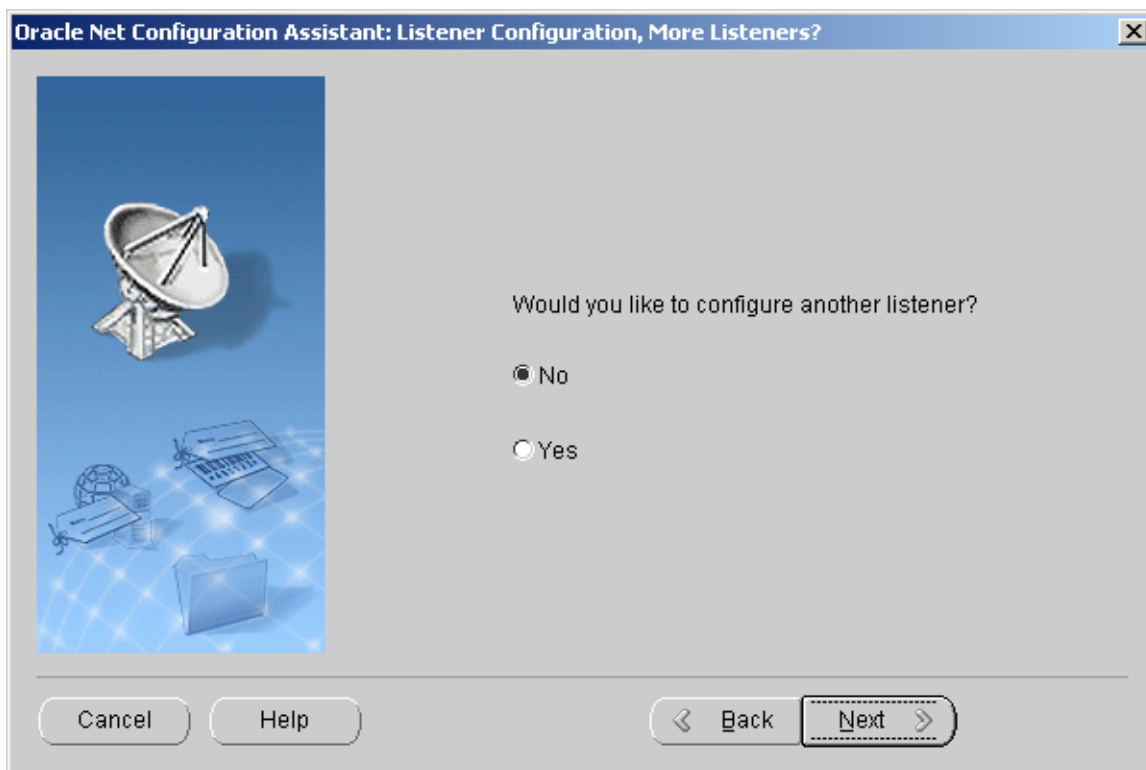 Oracle Net Configuration Assistant: Listener Configuration, More Listeners?
Would you like to configure another listener?
No
Yes
Cancel
Help
Back
Next